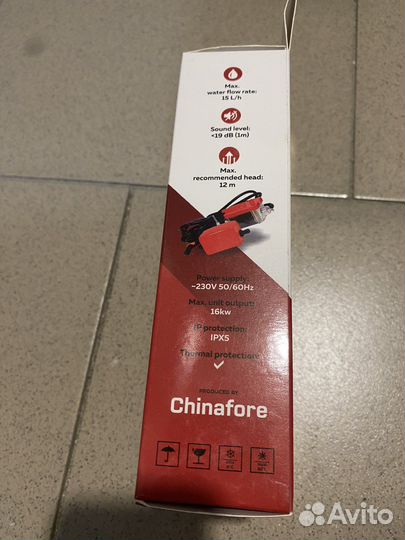 Max.
water flow rate:
15 L/h
Sound level:
<19 dB (1m)
Max.
recommended head:
12 m
Power supply:
~230V 50/60Hz
Max. unit output:
16kw
IP protection:
IPX5
Thermal protection:
PRODUCED BY
Chinafore
Avito